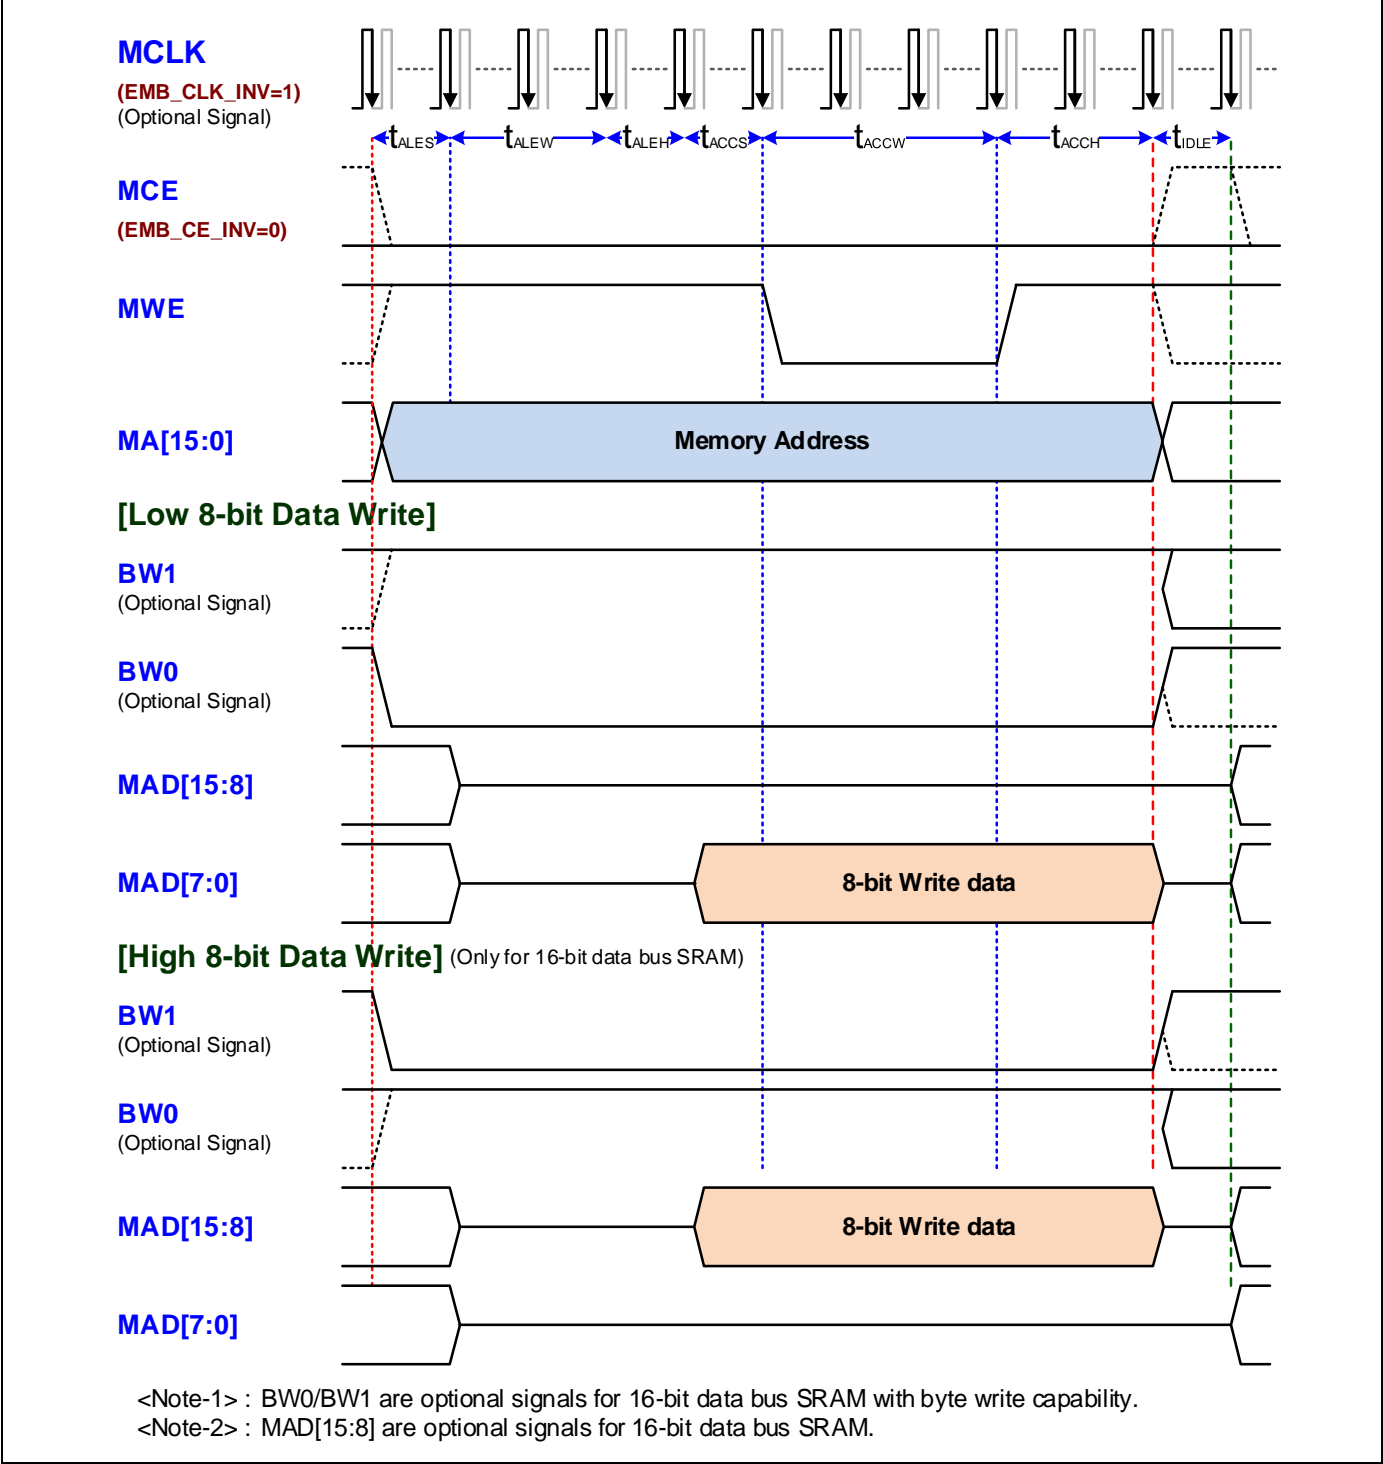 MCLK
(EMB_CLK_INV=1)
(Optional Signal)
tALES tALEW tALEH tACCS tACCW tACCH tIDLE
MCE
(EMB_CE_INV=0)
MWE
MA[15:0]
Memory Address
[Low 8-bit Data Write]
BW1
(Optional Signal)
BW0
(Optional Signal)
MAD[15:8]
MAD[7:0]
8-bit Write data
[High 8-bit Data Write] (Only for 16-bit data bus SRAM)
BW1
(Optional Signal)
BW0
(Optional Signal)
MAD[15:8]
8-bit Write data
MAD[7:0]
<Note-1> : BW0/BW1 are optional signals for 16-bit data bus SRAM with byte write capability.
<Note-2> : MAD[15:8] are optional signals for 16-bit data bus SRAM.